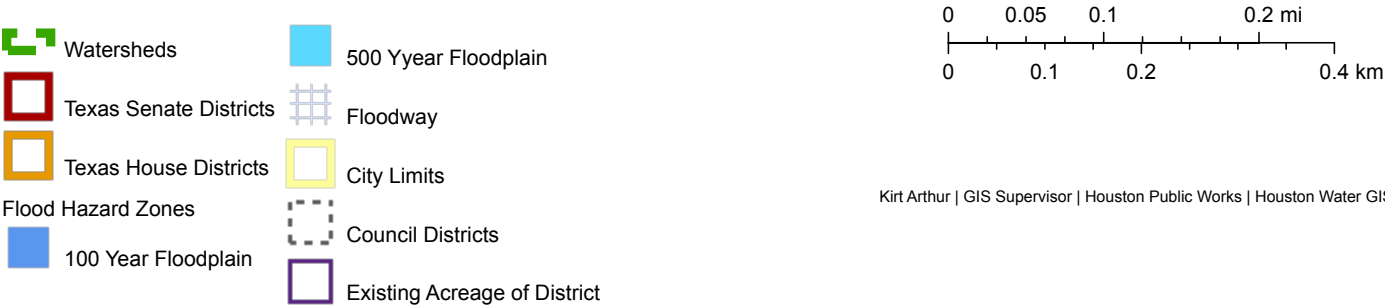 Watersheds
Texas Senate Districts
Texas House Districts
Flood Hazard Zones
100 Year Floodplain
500 Yyear Floodplain
Floodway
City Limits
Council Districts
Existing Acreage of District
0 0.05 0.1 0.2 mi
0 0.1 0.2 0.4 km
Kirt Arthur | GIS Supervisor | Houston Public Works | Houston Water GIS